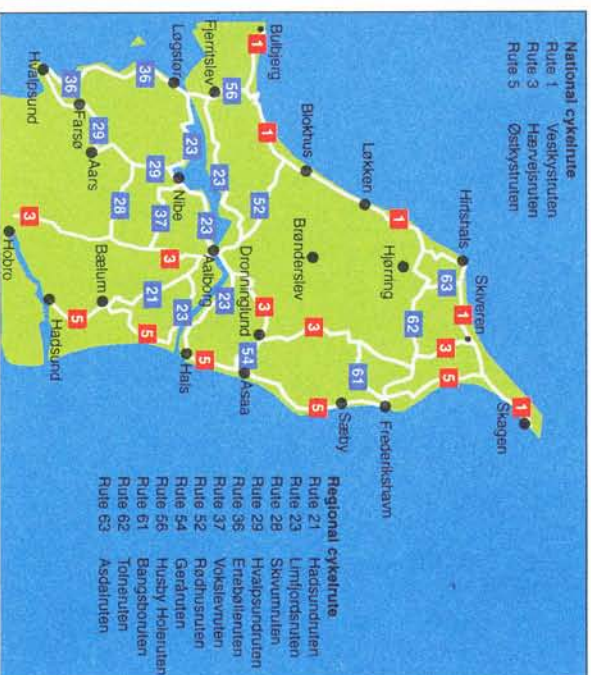 National cykelrute
Rute 1 Vestkystruten
Rute 3 Hærvejsruten
Rute 5 Østkystruten
Skagen
1
Skiveren
1
Hirtshals
63
3
5
1
Hjørring
62
Frederikshavn
Løkken
61
Sæby
Brønderslev
3
5
Blokhus
Dronninglund
3
54
Asaa
1
52
5
Bulbjerg
1
Fjerritslev
56
23
23
Aalborg
23
23
Hals
Løgstør
23
Nibe
3
5
36
29
37
21
Bælum
28
5
Aars
29
Farsø
36
Hadsund
3
Hvalpsund
Hobro
Regional cykelrute
Rute 21 Hadsundruten
Rute 23 Limfjordsruten
Rute 28 Skivumruten
Rute 29 Hvalpsundruten
Rute 36 Ertebølleruten
Rute 37 Vokslevruten
Rute 52 Rødhusruten
Rute 54 Geråruten
Rute 56 Husby Holeruten
Rute 61 Bangsboruten
Rute 62 Tolneruten
Rute 63 Asdalruten